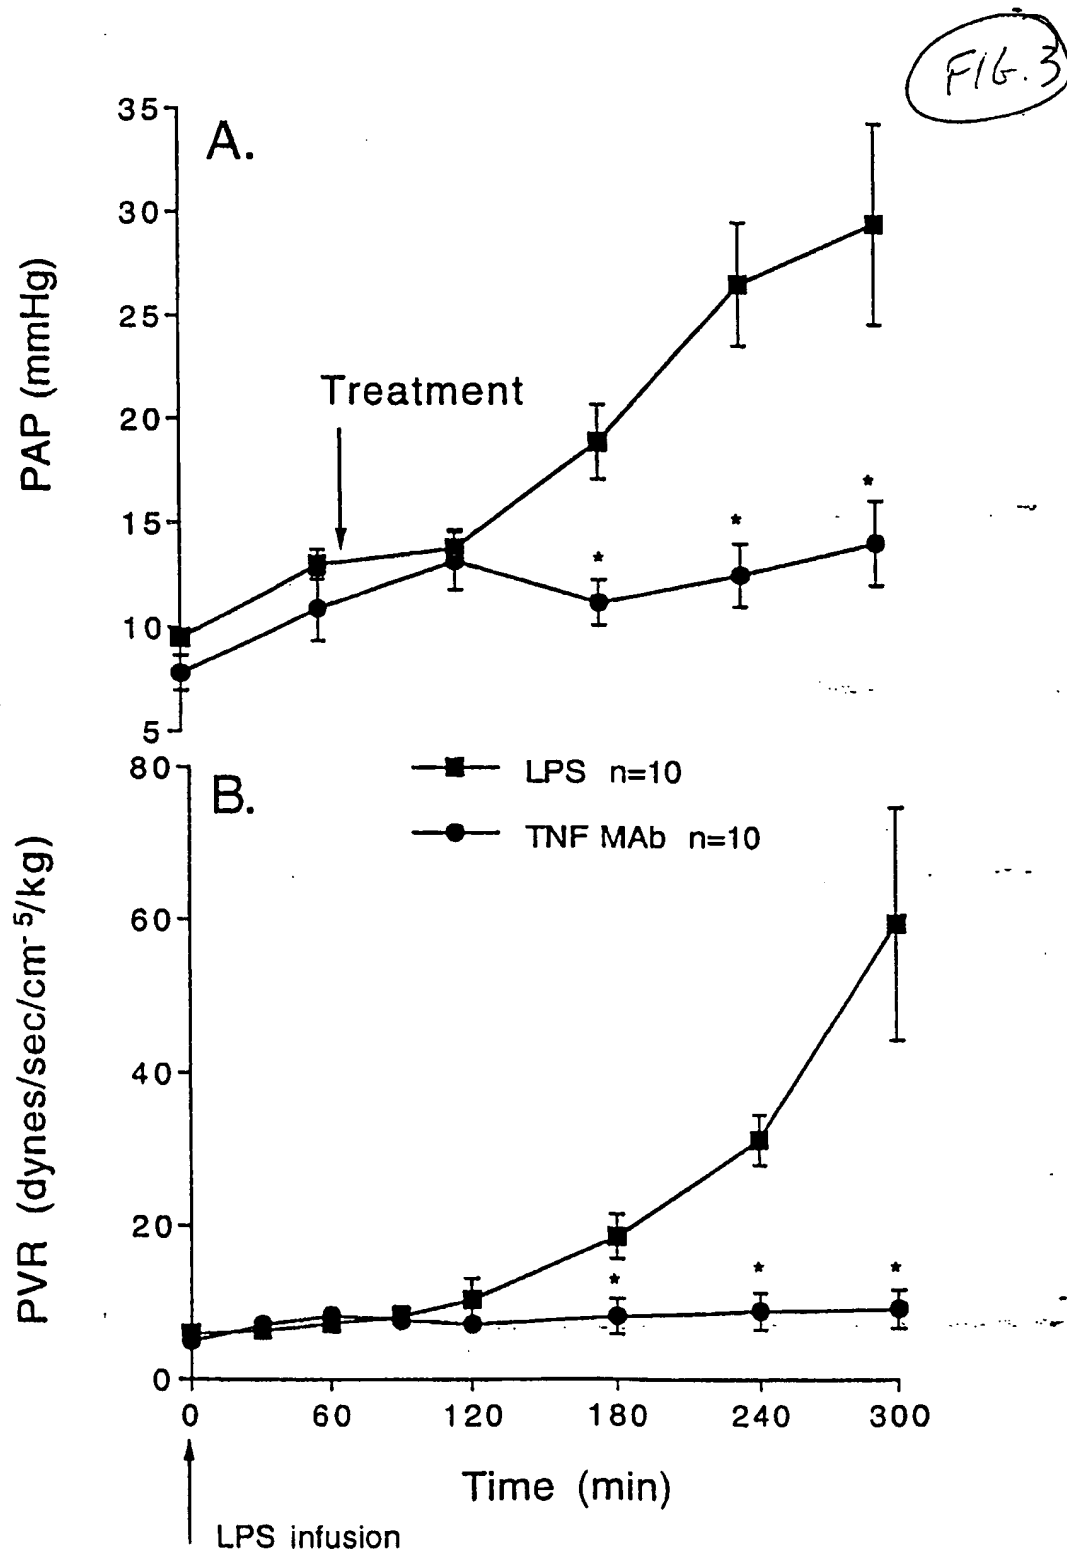 FIG. 3
A.
35
30
25
20
15
10
5
PAP (mmHg)
Treatment
*
*
*
LPS n=10
TNF MAb n=10
B.
80
60
40
20
0
PVR (dynes/sec/cm-5/kg)
*
*
*
0 60 120 180 240 300
Time (min)
LPS infusion